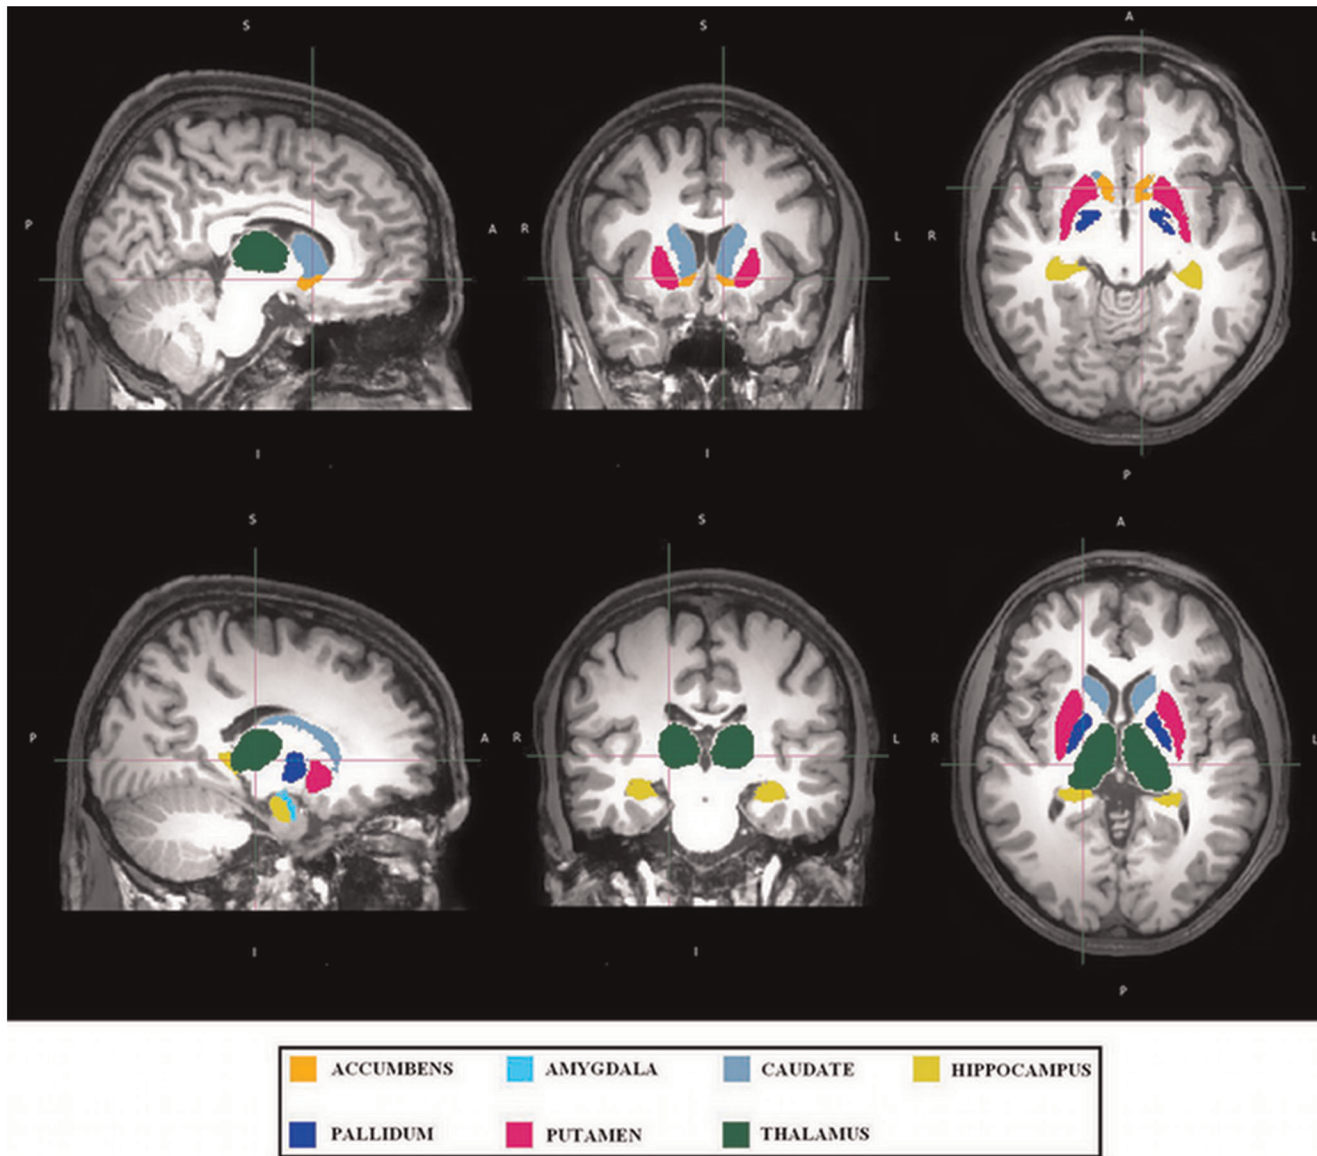 S
S
A
P
A
R
L
R
L
I
I
P
S
S
A
P
A
R
L
R
L
I
I
P
ACCUMBENS
AMYGDALA
CAUDATE
HIPPOCAMPUS
PALLIDUM
PUTAMEN
THALAMUS